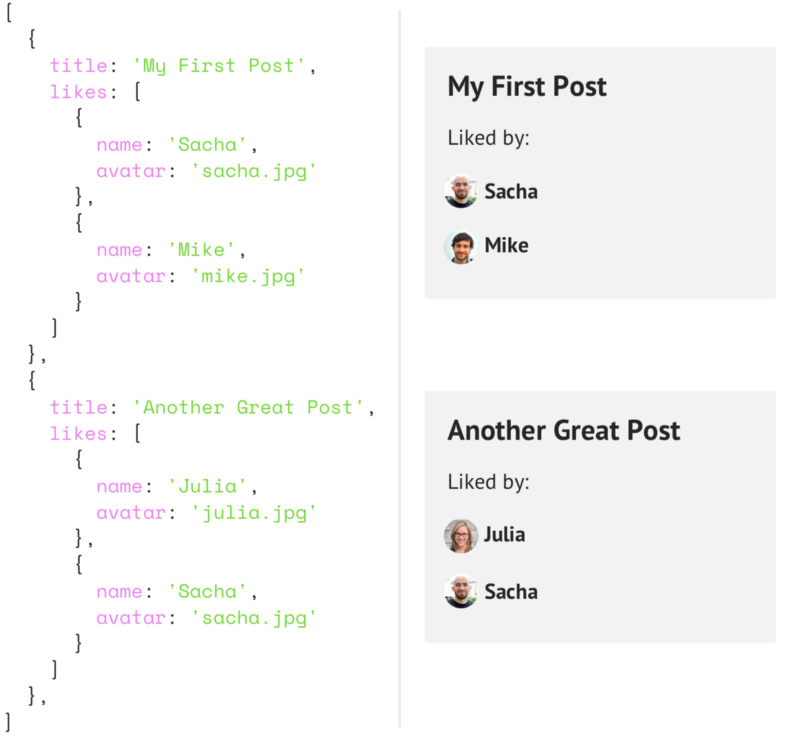 [
  {
    title: 'My First Post',
    likes: [
      {
        name: 'Sacha',
        avatar: 'sacha.jpg'
      },
      {
        name: 'Mike',
        avatar: 'mike.jpg'
      }
    ]
  },
  {
    title: 'Another Great Post',
    likes: [
      {
        name: 'Julia',
        avatar: 'julia.jpg'
      },
      {
        name: 'Sacha',
        avatar: 'sacha.jpg'
      }
    ]
  },
]
My First Post
Liked by:
Sacha
Mike
Another Great Post
Liked by:
Julia
Sacha